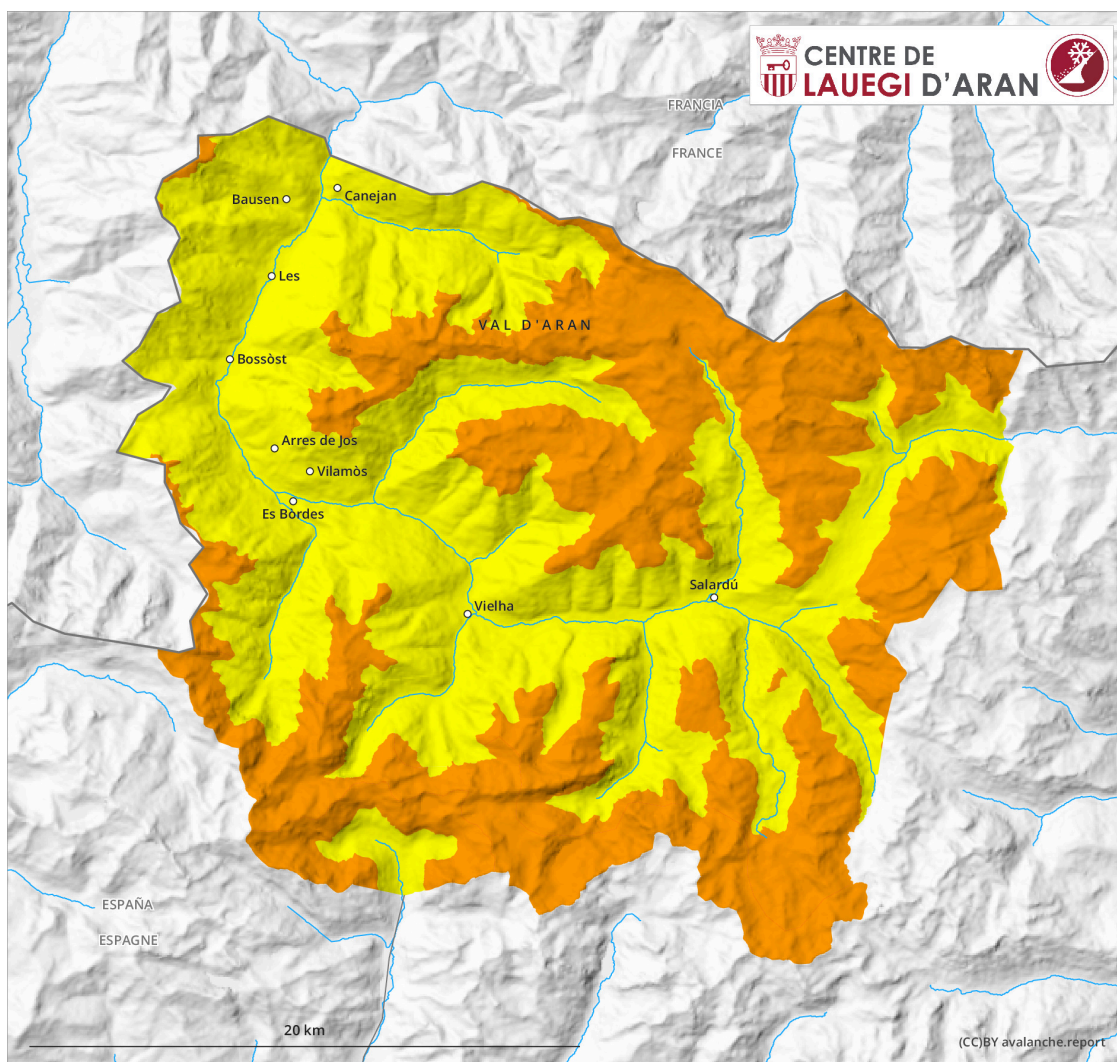 CENTRE DE
LAUEGI D'ARAN
FRANCIA
FRANCE
Bausen
Canejan
Les
VAL D'ARAN
Bossòst
Arres de Jos
Vilamòs
Es Bòrdes
Salardú
Vielha
ESPAÑA
ESPAGNE
20 km
(CC)BY avalanche.report